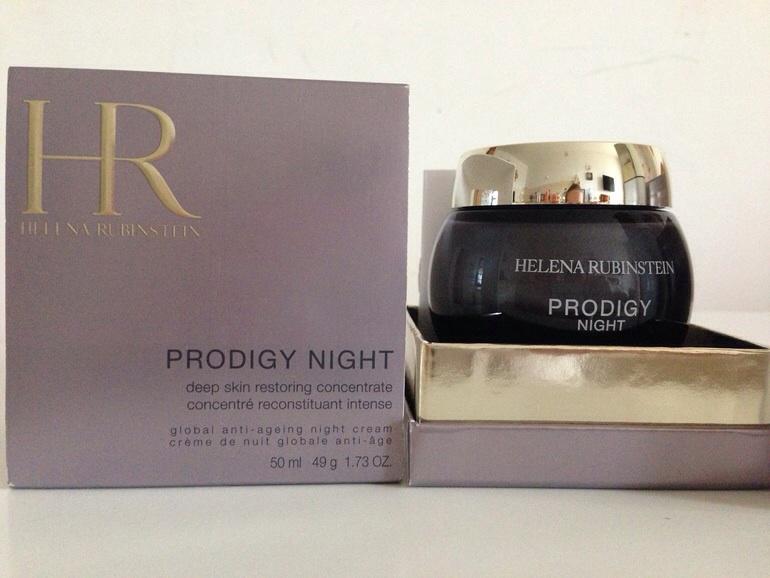 HR
HELENA RUBINSTEIN
PRODIGY NIGHT
deep skin restoring concentrate
concentré reconstituant intense
global anti-ageing night cream
crème de nuit globale anti-âge
50 ml 49 g 1.73 OZ.
HELENA RUBINSTEIN
PRODIGY
NIGHT